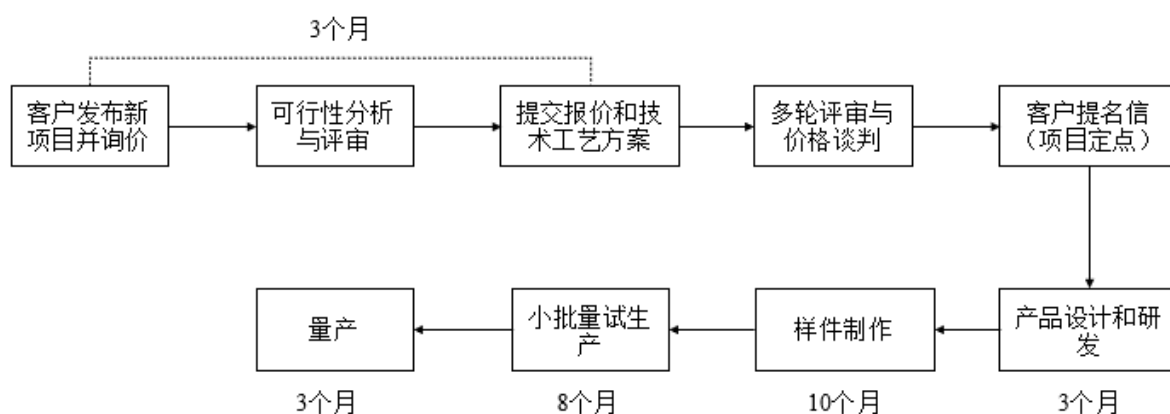 3个月
客户发布新
项目并询价
可行性分析
与评审
提交报价和技
术工艺方案
多轮评审与
价格谈判
客户提名信
（项目定点）
产品设计和研
发
样件制作
小批量试生
产
量产
3个月
8个月
10个月
3个月